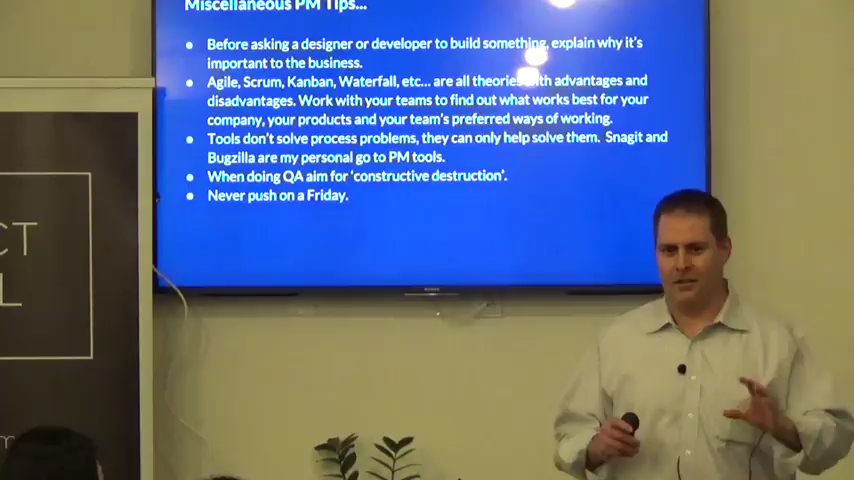 Miscellaneous PM Tips...
● Before asking a designer or developer to build something, explain why it's
important to the business.
● Agile, Scrum, Kanban, Waterfall, etc... are all theories with advantages and
disadvantages. Work with your teams to find out what works best for your
company, your products and your team's preferred ways of working.
● Tools don't solve process problems, they can only help solve them. Snagit and
Bugzilla are my personal go to PM tools.
● When doing QA aim for 'constructive destruction'.
● Never push on a Friday.
CT
L
m